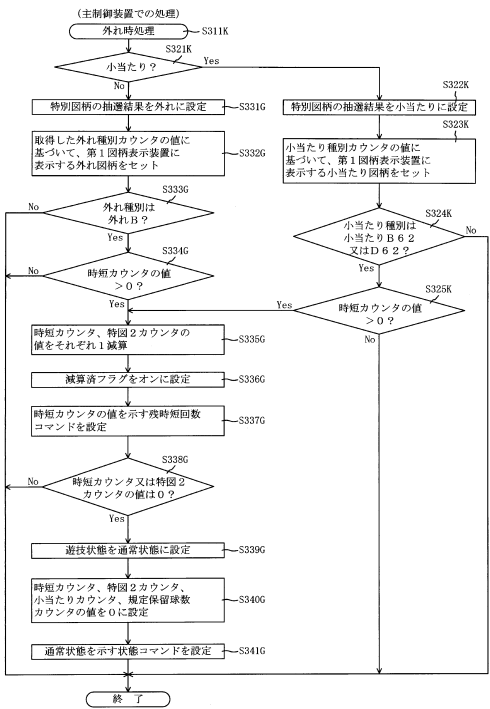 (主制御装置での処理)
外れ時処理
S311K
小当たり?
S321K
Yes
No
特別図柄の抽選結果を外れに設定
S331G
取得した外れ種別カウンタの値に
基づいて、第1図柄表示装置に
表示する外れ図柄をセット
S332G
外れ種別は
外れB?
S333G
No
Yes
時短カウンタの値
>0?
S334G
No
Yes
時短カウンタ、特図2カウンタの
値をそれぞれ1減算
S335G
減算済フラグをオンに設定
S336G
時短カウンタの値を示す残時短回数
コマンドを設定
S337G
時短カウンタ又は特図2
カウンタの値は0?
S338G
No
Yes
遊技状態を通常状態に設定
S339G
時短カウンタ、特図2カウンタ、
小当たりカウンタ、規定保留球数
カウンタの値を0に設定
S340G
通常状態を示す状態コマンドを設定
S341G
終 了
特別図柄の抽選結果を小当たりに設定
S322K
小当たり種別カウンタの値に
基づいて、第1図柄表示装置に
表示する小当たり図柄をセット
S323K
小当たり種別は
小当たりB62
又はD62?
S324K
No
Yes
時短カウンタの値
>0?
S325K
Yes
No